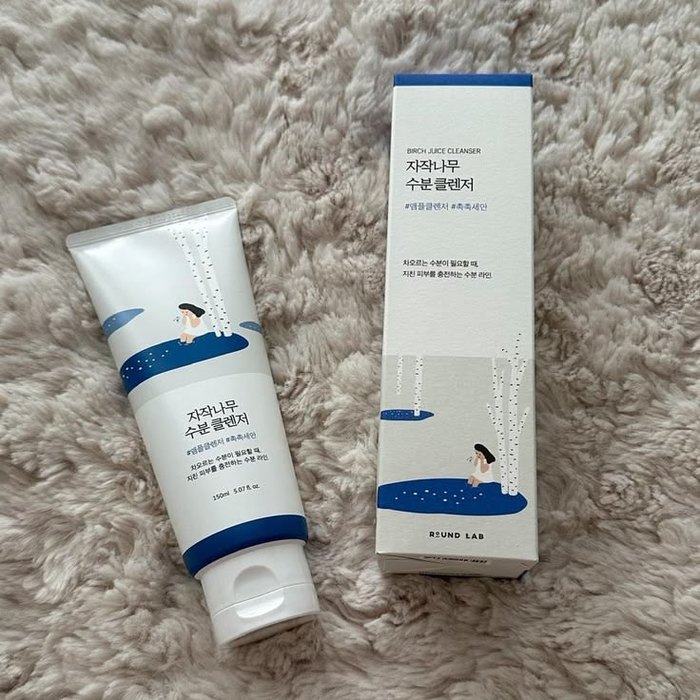 자작나무
수분 클렌저
#앰플클렌저 #촉촉세안
차오르는 수분이 필요할 때,
지친 피부를 충전하는 수분 라인.
150ml 5.07 fl. oz.
BIRCH JUICE CLEANSER
자작나무
수분 클렌저
#앰플클렌저 #촉촉세안
차오르는 수분이 필요할 때,
지친 피부를 충전하는 수분 라인.
ROUND LAB